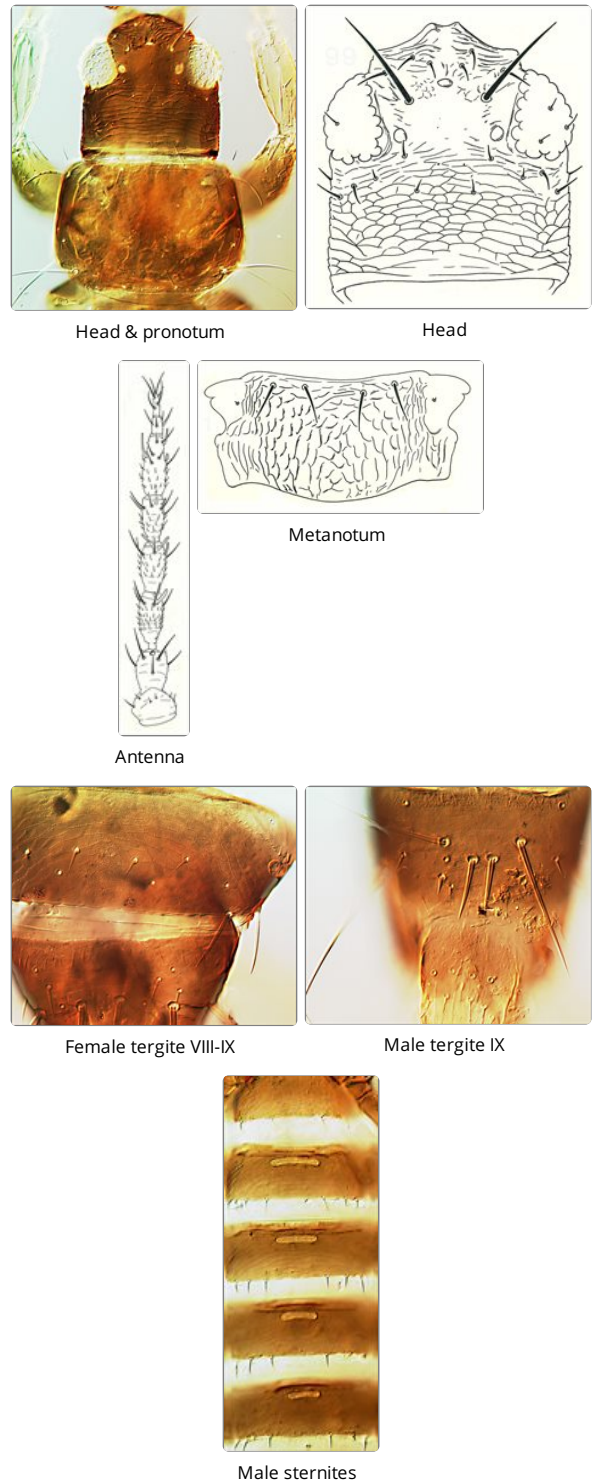 Head & pronotum
Head
Antenna
Metanotum
Female tergite VIII-IX
Male tergite IX
Male sternites